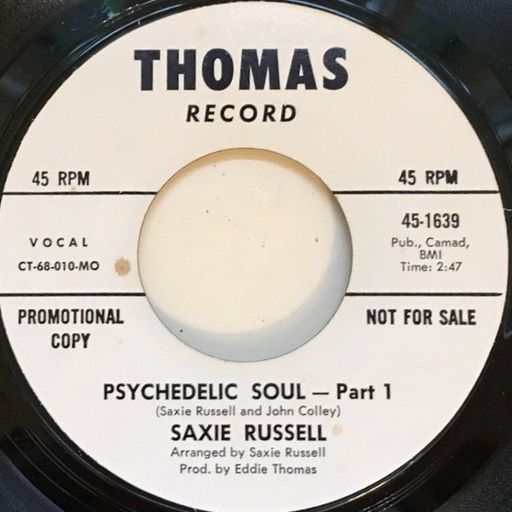 THOMAS
RECORD
45 RPM
45 RPM
VOCAL
CT-68-010-MO
45-1639
Pub., Camad,
BMI
Time: 2:47
PROMOTIONAL
COPY
NOT FOR SALE
PSYCHEDELIC SOUL — Part 1
(Saxie Russell and John Colley)
SAXIE RUSSELL
Arranged by Saxie Russell
Prod. by Eddie Thomas